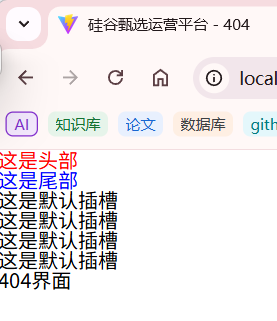 硅谷甄选运营平台 - 404
local
AI 知识库 论文 数据库 gith
这是头部
这是尾部
这是默认插槽
这是默认插槽
这是默认插槽
这是默认插槽
404界面